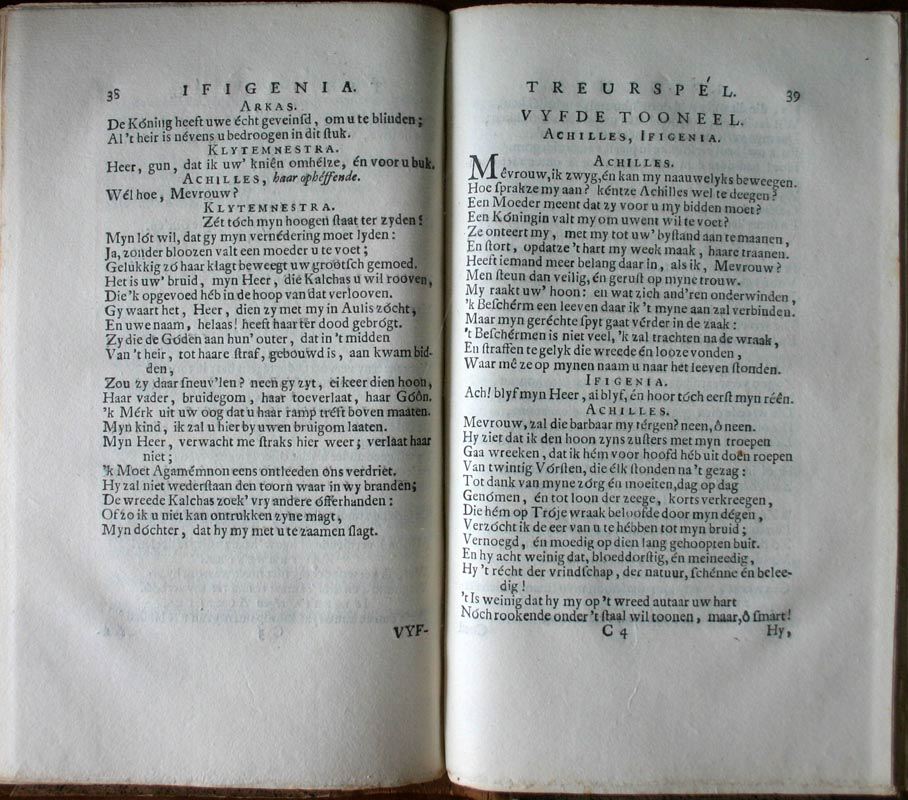 38
IFIGENIA.
ARKAS.
De Kóning heeft uwe écht geveinsd, om u te blinden;
Al 't heir is névens u bedroogen in dit stuk.
KLYTEMNESTRA.
Heer, gun, dat ik uw' kniên omhélze, én voor u buk.
ACHILLES, haar ophéffende.
Wél hoe, Mevrouw?
KLYTEMNESTRA.
Zét tóch myn hoogen staat ter zyden!
Myn lót wil, dat gy myn vernédering moet lyden:
Ja, zonder bloozen valt een moeder u te voet;
Gelukkig zó haar klagt beweegt uw grootsch gemoed.
Het is uw' bruid, myn Heer, die Kalchas u wil rooven,
Die 'k opgevoed héb in de hoop van dat verlooven.
Gy waart het, Heer, dien zy met my in Aulis zócht,
En uwe naam, helaas! heeft haar ter dood gebrógt.
Zy die de Góden aan hun' outer, dat in 't midden
Van 't heir, tot haare straf, gebouwd is, aan kwam bid-
den,
Zou zy daar sneuv'len? neen gy zyt, ei keer dien hoon,
Haar vader, bruidegom, haar toeverlaat, haar Góôn.
'k Mérk uit uw oog dat u haar ramp tréft boven maaten.
Myn kind, ik zal u hier by uwen bruigom laaten.
Myn Heer, verwacht me straks hier weer; verlaat haar
niet;
'k Moet Agamémnon eens ontleeden óns verdriet.
Hy zal niet wederstaan den toorn waar in wy branden;
De wreede Kalchas zoek' vry andere ófferhanden:
Of zo ik u niet kan ontrukken zyne magt,
Myn dóchter, dat hy my met u te zaamen slagt.
VYF-
TREURSPÉL.
39
VYFDE TOONEEL.
ACHILLES, IFIGENIA.
ACHILLES.
Mévrouw, ik zwyg, én kan my naauwelyks beweegen.
Hoe sprakze my aan? kéntze Achilles wel te deegen?
Een Moeder meent dat zy voor u my bidden moet?
Een Kóningin valt my om uwent wil te voet?
Ze onteert my, met my tot uw' bystand aan te maanen,
En stort, opdatze 't hart my week maak, haare traanen.
Heeft iemand meer belang daar in, als ik, Mevrouw?
Men steun dan veilig, én gerust op myne trouw.
My raakt uw' hoon: en wat zich and'ren onderwinden,
'k Beschérm een leeven daar ik 't myne aan zal verbinden.
Maar myn geréchte spyt gaat vérder in de zaak:
't Beschérmen is niet veel, 'k zal trachten na de wraak,
En straffen te gelyk die wreede én looze vonden,
Waar mê ze op mynen naam u naar het leeven stonden.
IFIGENIA.
Ach! blyf myn Heer, ai blyf, én hoor tóch eerst myn réên.
ACHILLES.
Mevrouw, zal die barbaar my térgen? neen, ô neen.
Hy ziet dat ik den hoon zyns zusters met myn troepen
Gaa wreeken, dat ik hém voor hoofd héb uit doen roepen
Van twintig Vórsten, die élk stonden na 't gezag:
Tot dank van myne zórg én moeiten, dag op dag
Genómen, én tot loon der zeege, korts verkreegen,
Die hém op Tróje wraak beloofde door myn dégen,
Verzócht ik de eer van u te hébben tot myn bruid;
Vernoegd, én moedig op dien lang gehoopten buit.
En hy acht weinig dat, bloeddorstig, én meineedig,
Hy 't récht der vrindschap, der natuur, schénne én belee-
dig!
't Is weinig dat hy my op 't wreed autaar uw hart
Nóch rookende onder 't staal wil toonen, maar, ô smart!
C 4
Hy,